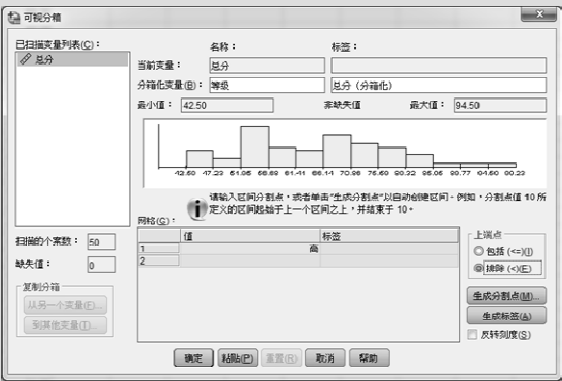 可视分箱
已扫描变量列表(C)：
总分
名称：
标签：
当前变量：
总分
分箱化变量(B)：
等级
总分（分箱化）
最小值：
42.50
非缺失值
最大值：
94.50
42.50 47.23 51.95 56.68 61.41 66.14 70.86 75.59 80.32 85.05 89.77 94.50 99.23
请输入区间分割点，或者单击“生成分割点”以自动创建区间。例如，分割点值 10 所
定义的区间起始于上一个区间之上，并结束于 10。
网格(G)：
值
标签
1
高
2
扫描的个案数：
50
缺失值：
0
复制分箱
从另一个变量(F)...
到其他变量(T)...
上端点
包括 (<=)(I)
排除 (<)(E)
生成分割点(M)...
生成标签(A)
反转刻度(S)
确定
粘贴(P)
重置(R)
取消
帮助